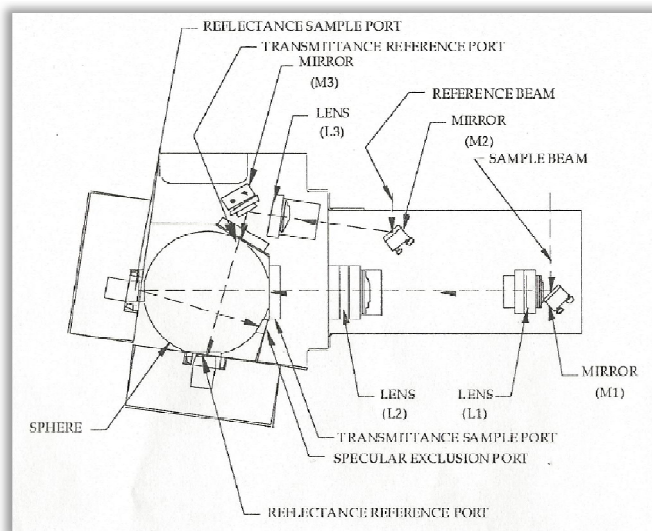 REFLECTANCE SAMPLE PORT
TRANSMITTANCE REFERENCE PORT
MIRROR
(M3)
LENS
(L3)
REFERENCE BEAM
MIRROR
(M2)
SAMPLE BEAM
MIRROR
(M1)
LENS
(L2)
LENS
(L1)
SPHERE
TRANSMITTANCE SAMPLE PORT
SPECULAR EXCLUSION PORT
REFLECTANCE REFERENCE PORT